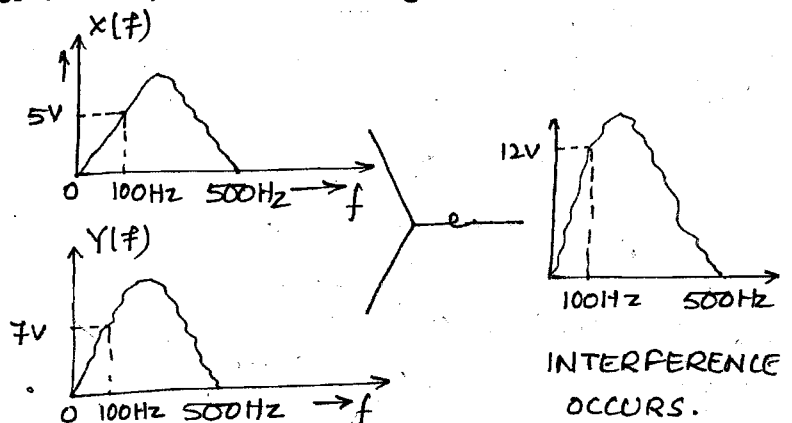 X(f)
5V
0 100Hz 500Hz → f
Y(f)
7V
0 100Hz 500Hz → f
12V
100Hz 500Hz
INTERFERENCE
OCCURS.